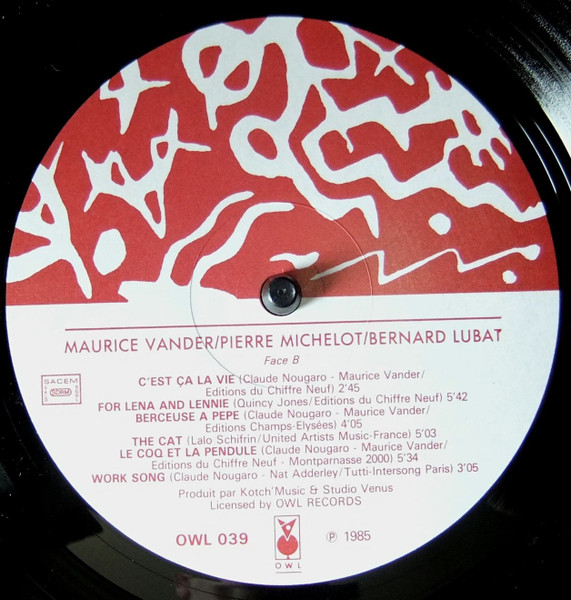 MAURICE VANDER/PIERRE MICHELOT/BERNARD LUBAT
Face B
C'EST ÇA LA VIE (Claude Nougaro - Maurice Vander/
Editions du Chiffre Neuf) 2'45
FOR LENA AND LENNIE (Quincy Jones/Editions du Chiffre Neuf) 5'42
BERCEUSE A PEPE (Claude Nougaro - Maurice Vander/
Editions Champs-Elysées) 4'05
THE CAT (Lalo Schifrin/United Artists Music-France) 5'03
LE COQ ET LA PENDULE (Claude Nougaro - Maurice Vander/
Editions du Chiffre Neuf - Montparnasse 2000) 5'34
WORK SONG (Claude Nougaro - Nat Adderley/Tutti-Intersong Paris) 3'05
Produit par Kotch'Music & Studio Venus
Licensed by OWL RECORDS
SACEM
SDRM
OWL 039
OWL
℗ 1985